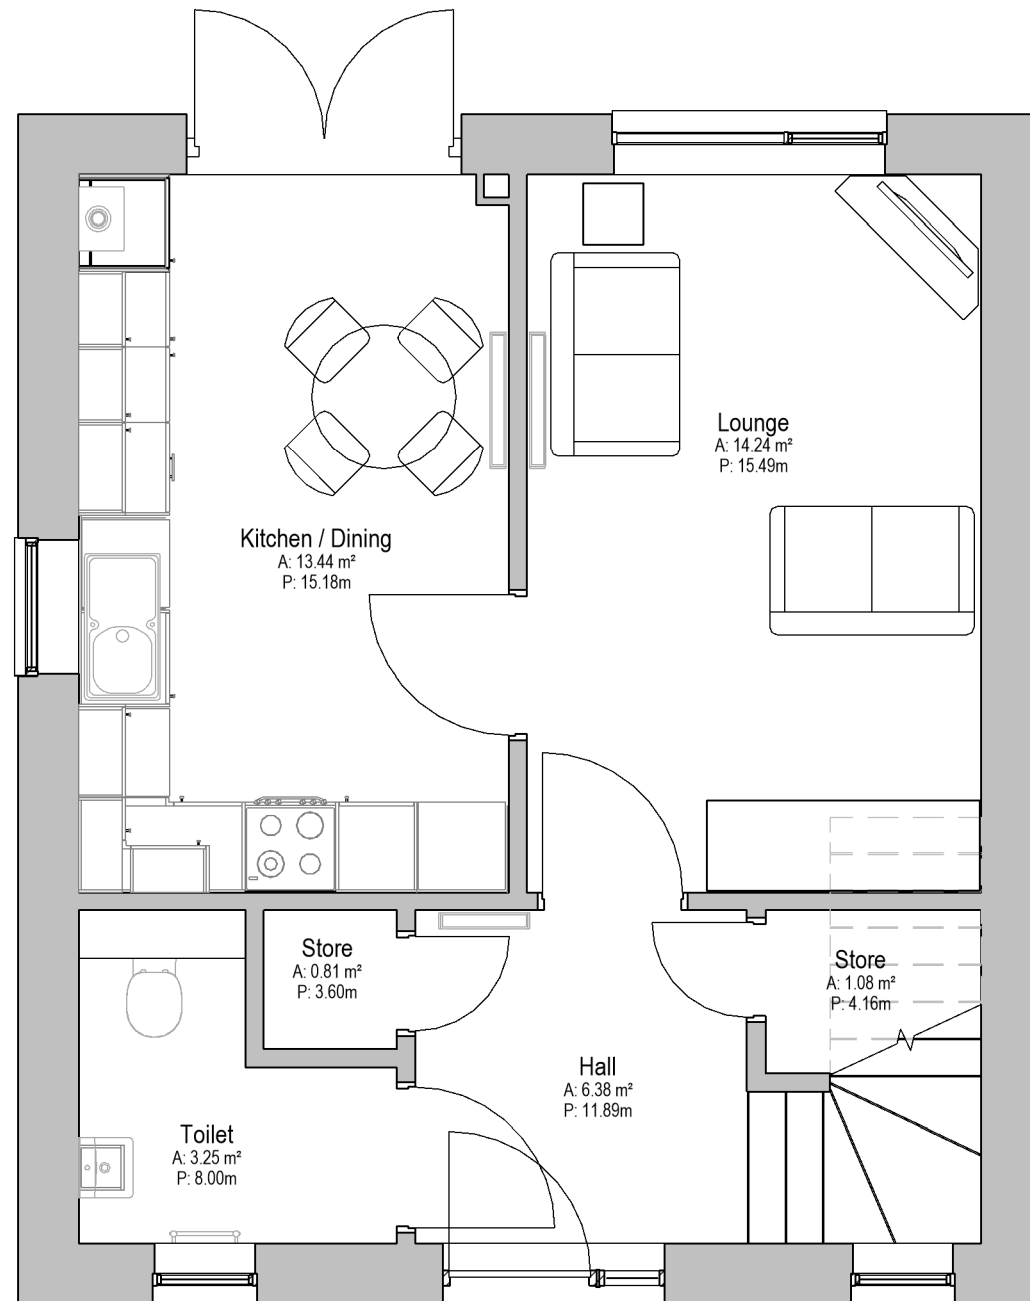 Lounge
A: 14.24 m²
P: 15.49m
Kitchen / Dining
A: 13.44 m²
P: 15.18m
Store
A: 0.81 m²
P: 3.60m
Store
A: 1.08 m²
P: 4.16m
Hall
A: 6.38 m²
P: 11.89m
Toilet
A: 3.25 m²
P: 8.00m